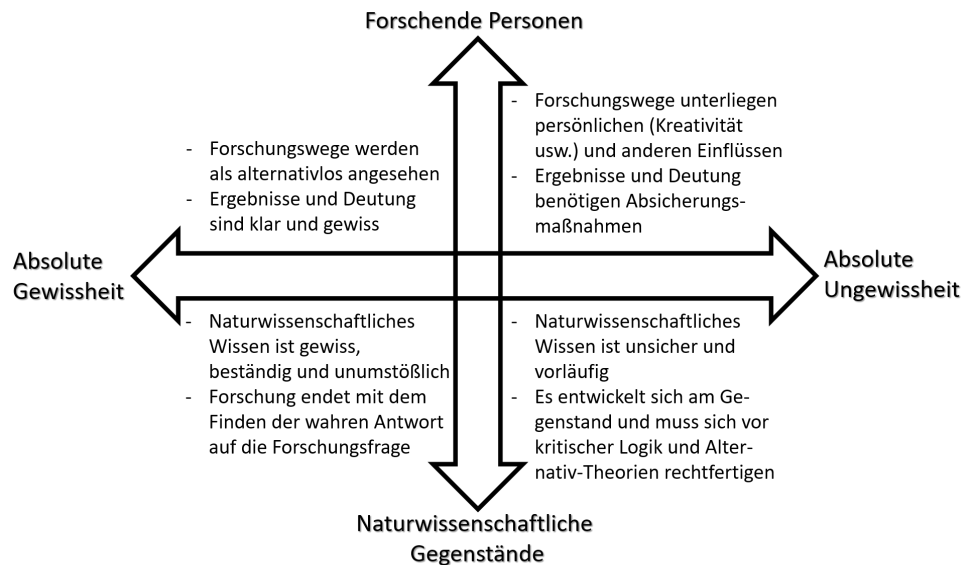 Forschende Personen
- Forschungswege werden
als alternativlos angesehen
- Ergebnisse und Deutung
sind klar und gewiss
- Forschungswege unterliegen
persönlichen (Kreativität
usw.) und anderen Einflüssen
- Ergebnisse und Deutung
benötigen Absicherungs-
maßnahmen
Absolute
Gewissheit
Absolute
Ungewissheit
- Naturwissenschaftliches
Wissen ist gewiss,
beständig und unumstößlich
- Forschung endet mit dem
Finden der wahren Antwort
auf die Forschungsfrage
- Naturwissenschaftliches
Wissen ist unsicher und
vorläufig
- Es entwickelt sich am Ge-
genstand und muss sich vor
kritischer Logik und Alter-
nativ-Theorien rechtfertigen
Naturwissenschaftliche
Gegenstände